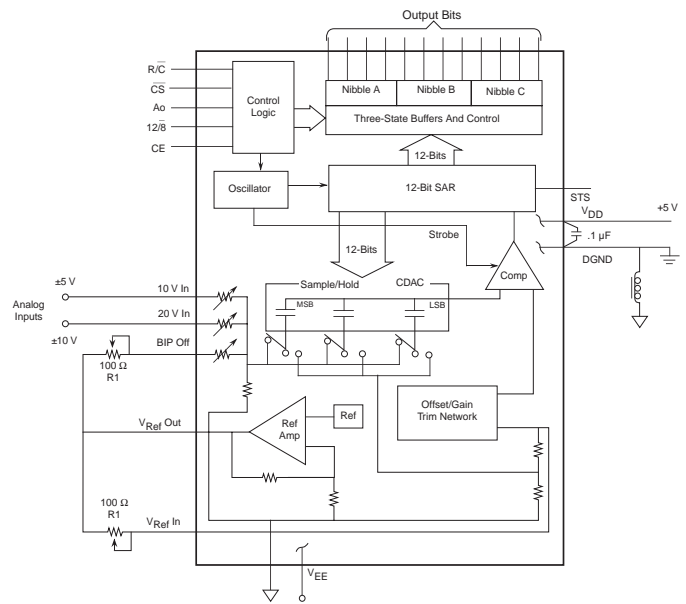 Output Bits
R/C̅
C̅S̅
Ao
12/8̅
CE
Control
Logic
Nibble A
Nibble B
Nibble C
Three-State Buffers And Control
12-Bits
Oscillator
12-Bit SAR
STS
VDD
+5 V
.1 µF
DGND
12-Bits
Strobe
Comp
Sample/Hold
CDAC
MSB
LSB
±5 V
10 V In
Analog
Inputs
20 V In
±10 V
BIP Off
100 Ω
R1
VRef Out
Ref
Amp
Ref
Offset/Gain
Trim Network
100 Ω
R1
VRef In
VEE